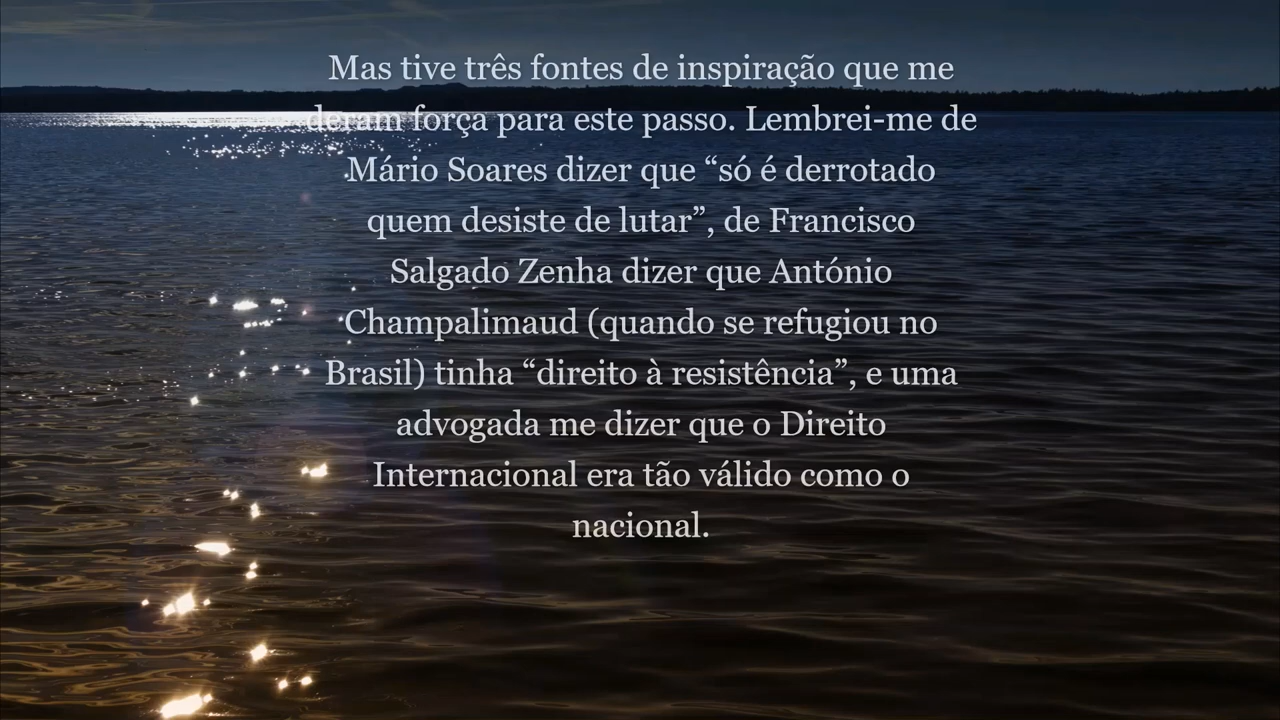 Mas tive três fontes de inspiração que me
deram força para este passo. Lembrei-me de
Mário Soares dizer que “só é derrotado
quem desiste de lutar”, de Francisco
Salgado Zenha dizer que António
Champalimaud (quando se refugiou no
Brasil) tinha “direito à resistência”, e uma
advogada me dizer que o Direito
Internacional era tão válido como o
nacional.